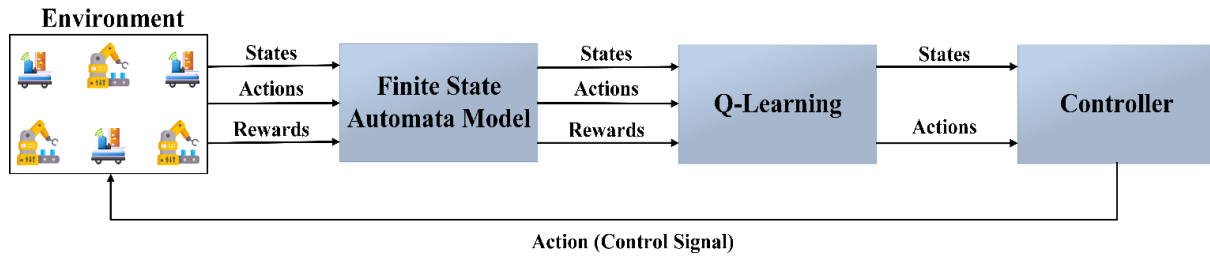 Environment
States
Actions
Rewards
Finite State
Automata Model
States
Actions
Rewards
Q-Learning
States
Actions
Controller
Action (Control Signal)